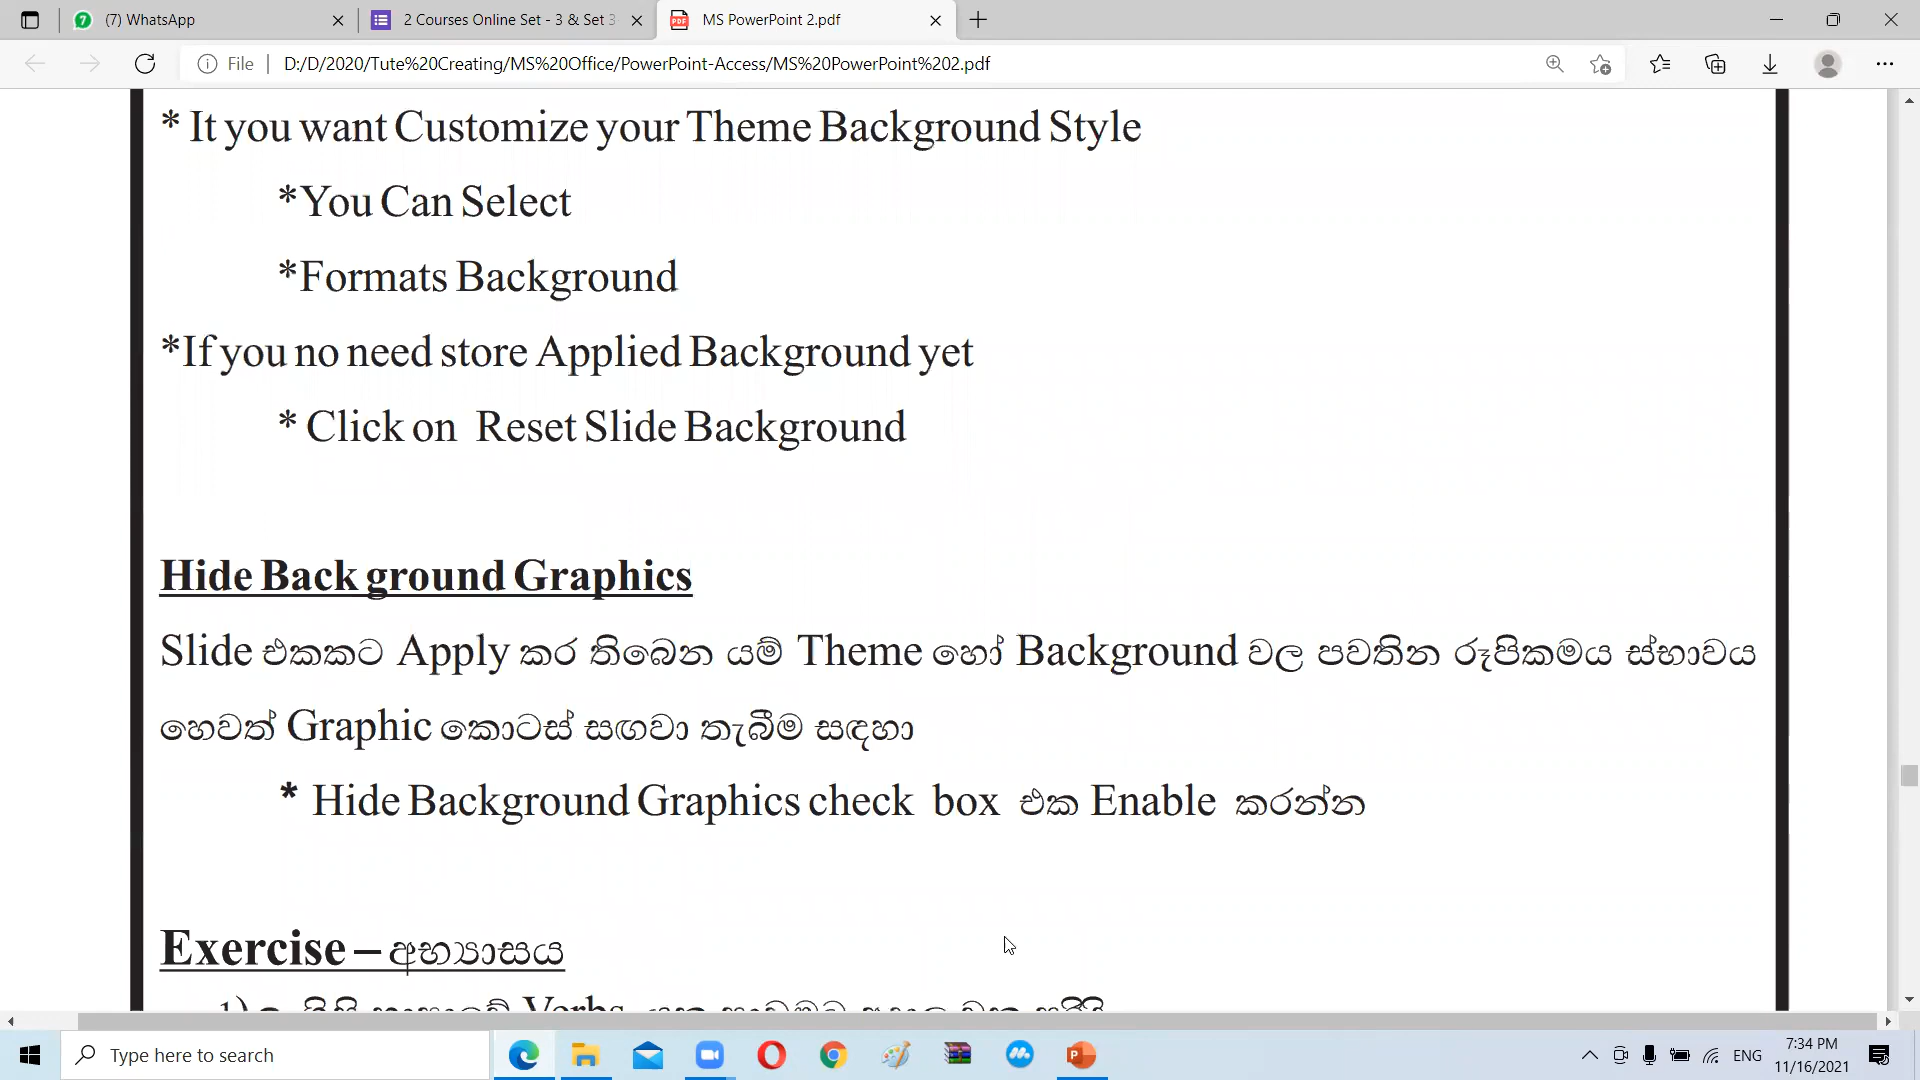 (7) WhatsApp
2 Courses Online Set - 3 & Set 3
MS PowerPoint 2.pdf
File
D:/D/2020/Tute%20Creating/MS%20Office/PowerPoint-Access/MS%20PowerPoint%202.pdf
* It you want Customize your Theme Background Style
*You Can Select
*Formats Background
*If you no need store Applied Background yet
* Click on Reset Slide Background
Hide Back ground Graphics
Slide එකකට Apply කර තිබෙන යම් Theme හෝ Background වල පවතින රූපිකමය ස්භාවය
හෙවත් Graphic කොටස් සඟවා තැබීම සඳහා
* Hide Background Graphics check box එක Enable කරන්න
Exercise – අභ්‍යාසය
1) Verbs
Type here to search
ENG
7:34 PM
11/16/2021